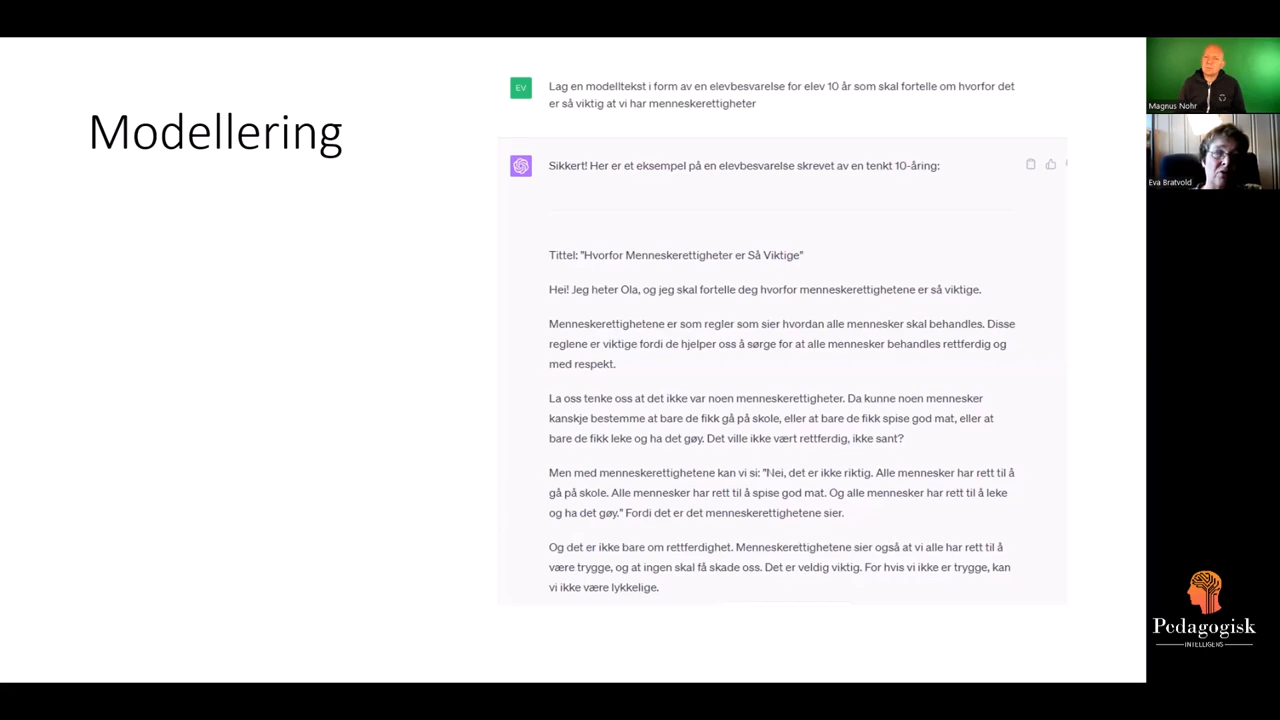 Modellering
EV
Lag en modelltekst i form av en elevbesvarelse for elev 10 år som skal fortelle om hvorfor det
er så viktig at vi har menneskerettigheter
Sikkert! Her er et eksempel på en elevbesvarelse skrevet av en tenkt 10-åring:
Tittel: "Hvorfor Menneskerettigheter er Så Viktige"
Hei! Jeg heter Ola, og jeg skal fortelle deg hvorfor menneskerettighetene er så viktige.
Menneskerettighetene er som regler som sier hvordan alle mennesker skal behandles. Disse
reglene er viktige fordi de hjelper oss å sørge for at alle mennesker behandles rettferdig og
med respekt.
La oss tenke oss at det ikke var noen menneskerettigheter. Da kunne noen mennesker
kanskje bestemme at bare de fikk gå på skole, eller at bare de fikk spise god mat, eller at
bare de fikk leke og ha det gøy. Det ville ikke vært rettferdig, ikke sant?
Men med menneskerettighetene kan vi si: "Nei, det er ikke riktig. Alle mennesker har rett til å
gå på skole. Alle mennesker har rett til å spise god mat. Og alle mennesker har rett til å leke
og ha det gøy." Fordi det er det menneskerettighetene sier.
Og det er ikke bare om rettferdighet. Menneskerettighetene sier også at vi alle har rett til å
være trygge, og at ingen skal få skade oss. Det er veldig viktig. For hvis vi ikke er trygge, kan
vi ikke være lykkelige.
Magnus Nohr
Eva Bratvold
Pedagogisk
INTELLIGENS